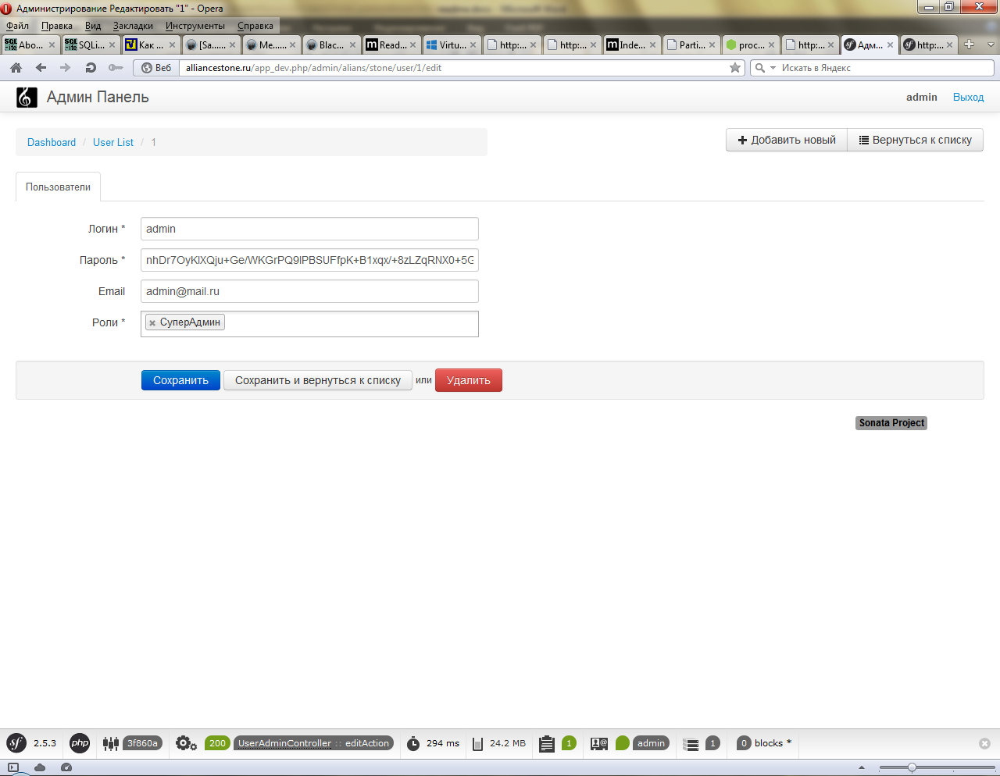 Администрирование Редактировать "1" - Opera
Файл Правка Вид Закладки Инструменты Справка
Abo... SQLi... Как ... [Sa...... Me...... Blac... Read... Virtu... http:... http:... Inde... Parti... proc... http:... Адм... http:...
Веб alliancestone.ru/app_dev.php/admin/alians/stone/user/1/edit Искать в Яндекс
Админ Панель admin Выход
Dashboard / User List / 1 Добавить новый Вернуться к списку
Пользователи
Логин * admin
Пароль * nhDr7OyKlXQju+Ge/WKGrPQ9lPBSUFfpK+B1xqx/+8zLZqRNX0+5G
Email admin@mail.ru
Роли * СуперАдмин
Сохранить Сохранить и вернуться к списку или Удалить
Sonata Project
2.5.3 php 3f860a 200 UserAdminController :: editAction 294 ms 24.2 MB 1 admin 1 0 blocks *